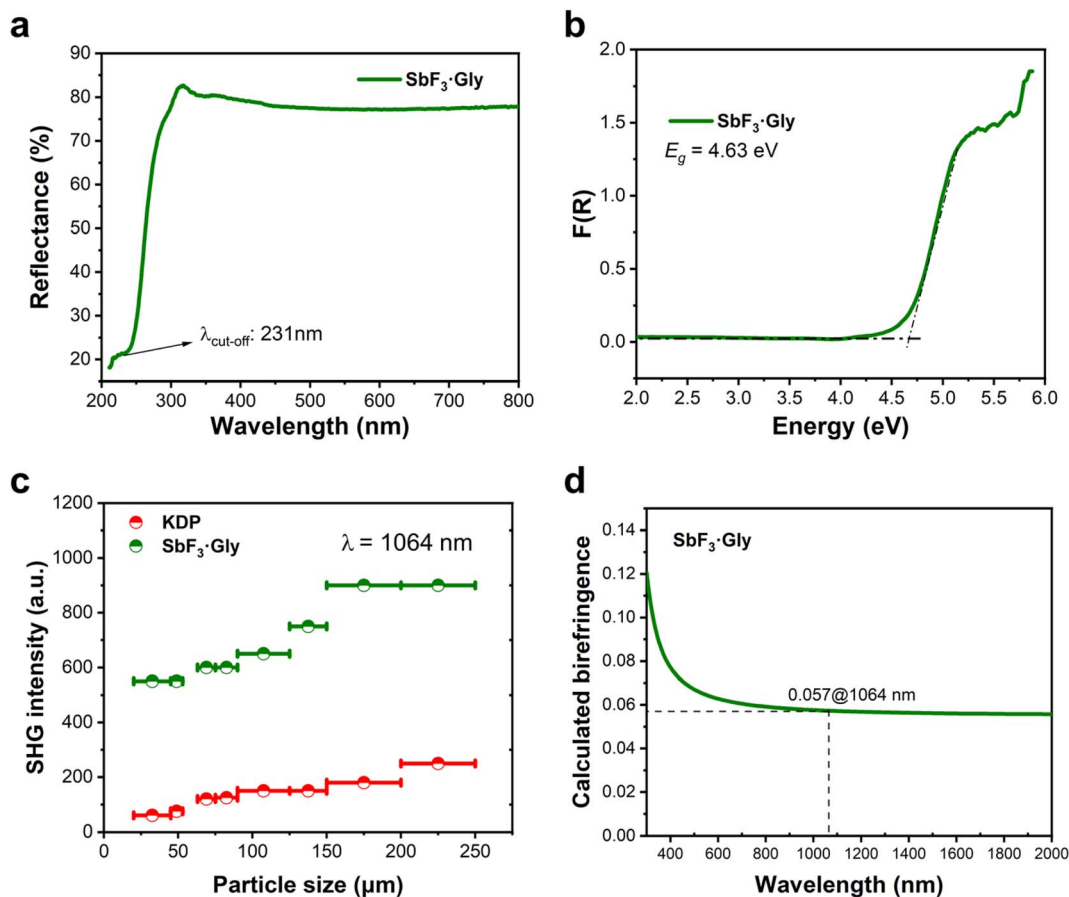 a
90
80
70
60
50
40
30
20
Reflectance (%)
SbF₃·Gly
λcut-off: 231nm
200 300 400 500 600 700 800
Wavelength (nm)
b
2.0
1.5
1.0
0.5
0.0
F(R)
SbF₃·Gly
Eg = 4.63 eV
2.0 2.5 3.0 3.5 4.0 4.5 5.0 5.5 6.0
Energy (eV)
c
1200
1000
800
600
400
200
0
SHG intensity (a.u.)
KDP
SbF₃·Gly
λ = 1064 nm
0 50 100 150 200 250
Particle size (μm)
d
0.14
0.12
0.10
0.08
0.06
0.04
0.02
0.00
Calculated birefringence
SbF₃·Gly
0.057@1064 nm
400 600 800 1000 1200 1400 1600 1800 2000
Wavelength (nm)